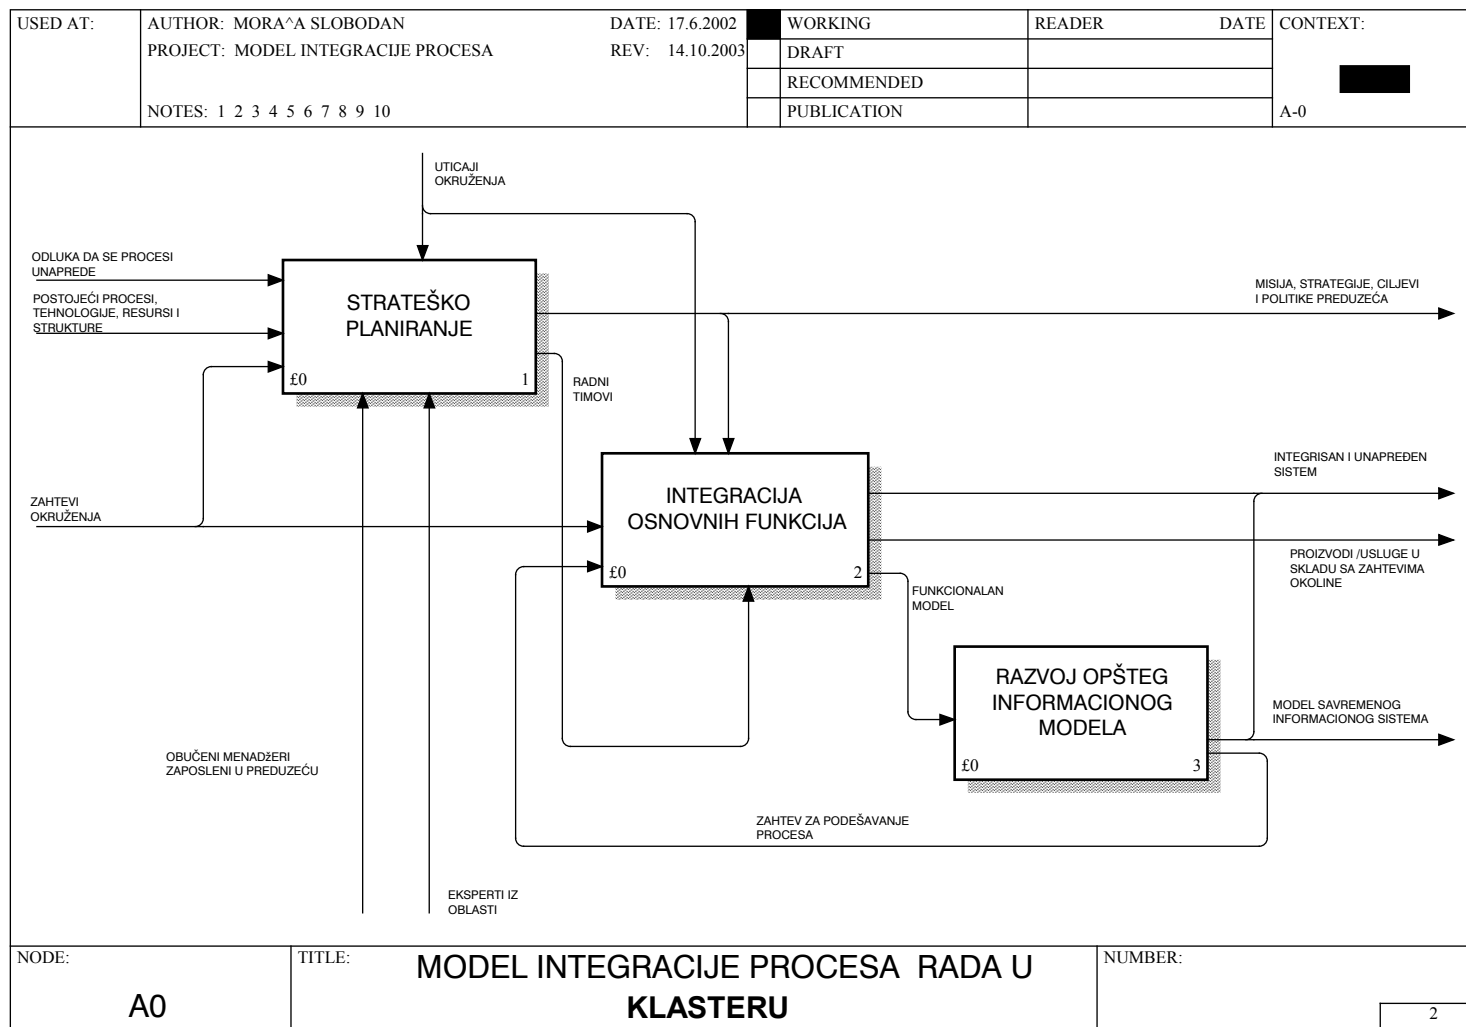 USED AT:
AUTHOR: MORA^A SLOBODAN
DATE: 17.6.2002
WORKING
READER
DATE
CONTEXT:
PROJECT: MODEL INTEGRACIJE PROCESA
REV: 14.10.2003
DRAFT
RECOMMENDED
NOTES: 1 2 3 4 5 6 7 8 9 10
PUBLICATION
A-0
UTICAJI
OKRUŽENJA
ODLUKA DA SE PROCESI
UNAPREDE
POSTOJEĆI PROCESI,
TEHNOLOGIJE, RESURSI I
STRUKTURE
STRATEŠKO
PLANIRANJE
£0
1
MISIJA, STRATEGIJE, CILJEVI
I POLITIKE PREDUZEĆA
RADNI
TIMOVI
ZAHTEVI
OKRUŽENJA
INTEGRACIJA
OSNOVNIH FUNKCIJA
£0
2
INTEGRISAN I UNAPREĐEN
SISTEM
PROIZVODI /USLUGE U
SKLADU SA ZAHTEVIMA
OKOLINE
FUNKCIONALAN
MODEL
RAZVOJ OPŠTEG
INFORMACIONOG
MODELA
£0
3
MODEL SAVREMENOG
INFORMACIONOG SISTEMA
OBUČENI MENADŽERI
ZAPOSLENI U PREDUZEĆU
ZAHTEV ZA PODEŠAVANJE
PROCESA
EKSPERTI IZ
OBLASTI
NODE:
A0
TITLE:
MODEL INTEGRACIJE PROCESA RADA U
KLASTERU
NUMBER:
2